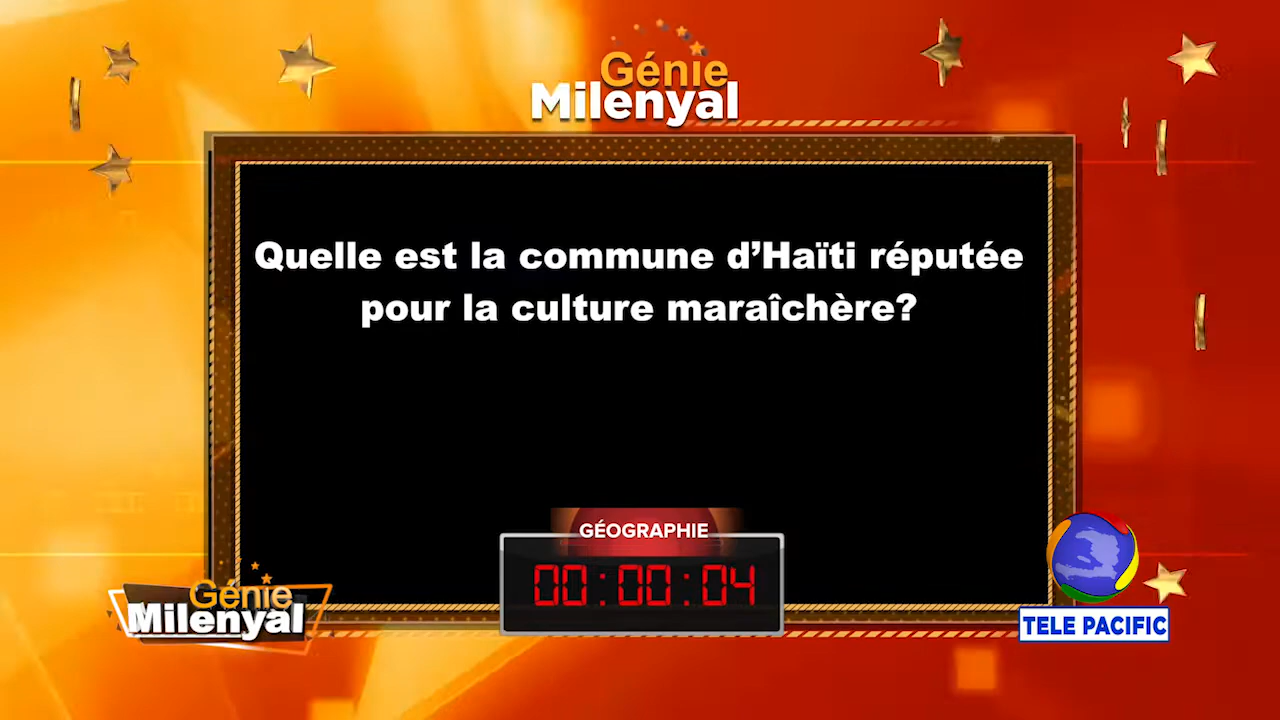 Génie
Milenyal
Quelle est la commune d’Haïti réputée
pour la culture maraîchère?
GÉOGRAPHIE
00:00:04
Génie
Milenyal
TELE PACIFIC